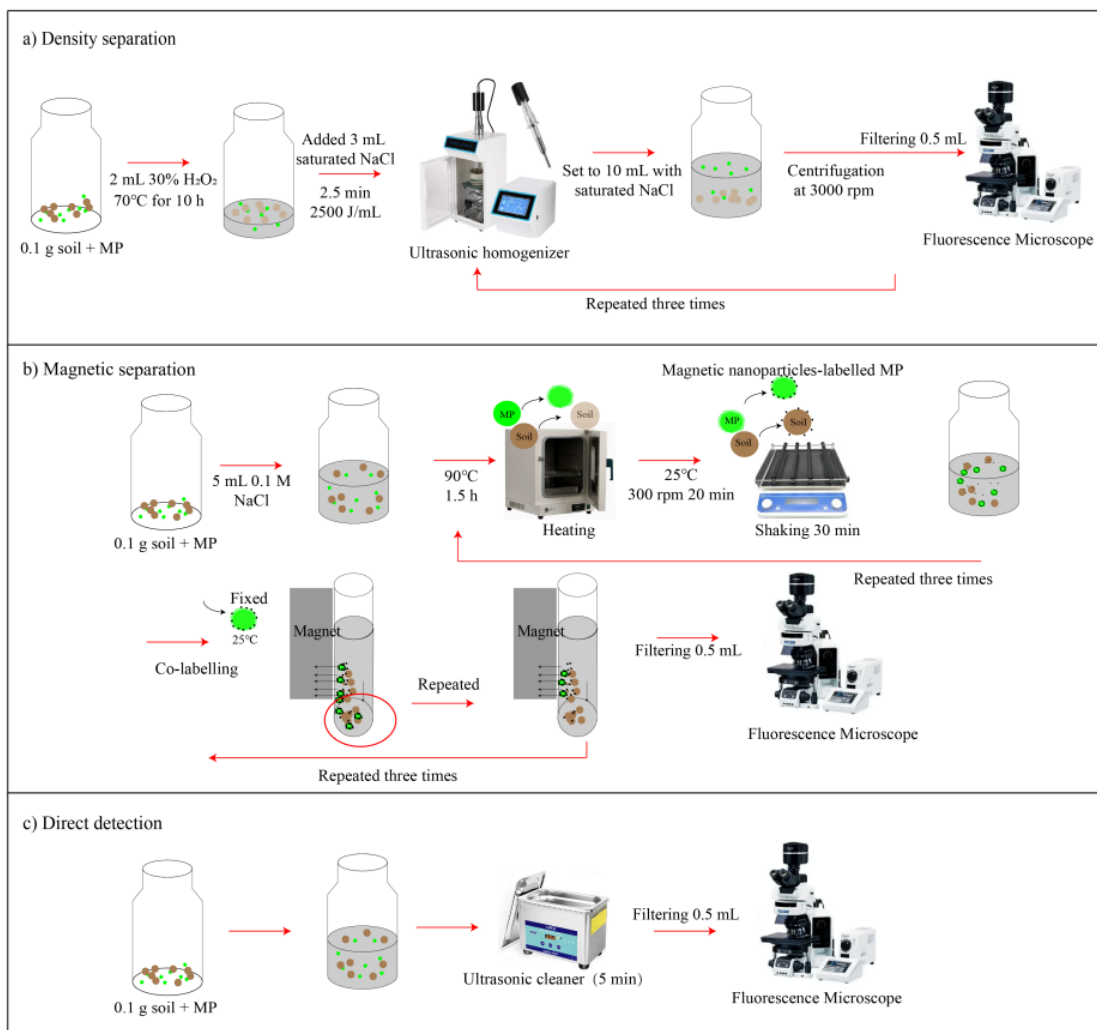 a) Density separation
0.1 g soil + MP
2 mL 30% H₂O₂
70℃ for 10 h
Added 3 mL
saturated NaCl
2.5 min
2500 J/mL
Ultrasonic homogenizer
Set to 10 mL with
saturated NaCl
Centrifugation
at 3000 rpm
Filtering 0.5 mL
Fluorescence Microscope
Repeated three times
b) Magnetic separation
0.1 g soil + MP
5 mL 0.1 M
NaCl
90℃
1.5 h
MP
Soil
Soil
Heating
25℃
300 rpm 20 min
Magnetic nanoparticles-labelled MP
MP
Soil
Soil
Shaking 30 min
Repeated three times
Fixed
25℃
Co-labelling
Magnet
Repeated
Magnet
Filtering 0.5 mL
Fluorescence Microscope
Repeated three times
c) Direct detection
0.1 g soil + MP
Ultrasonic cleaner (5 min)
Filtering 0.5 mL
Fluorescence Microscope